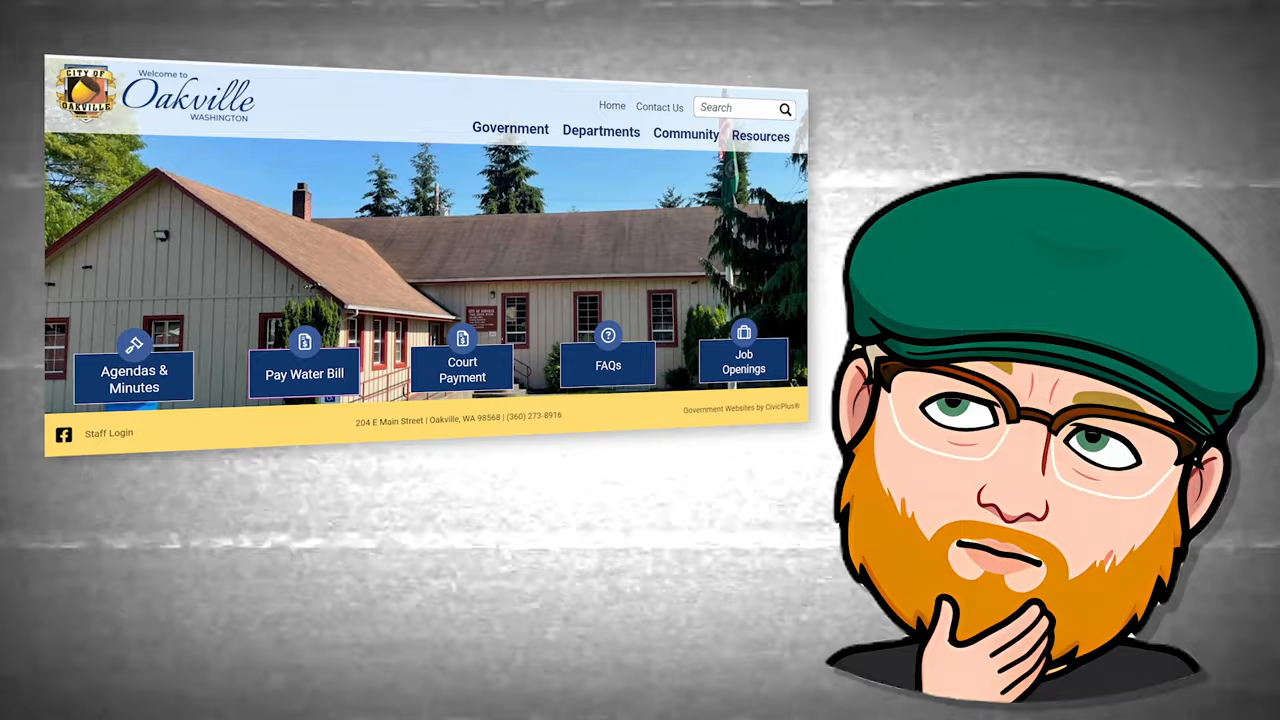 CITY OF
OAKVILLE
Welcome to
Oakville
WASHINGTON
Home
Contact Us
Search
Government
Departments
Community
Resources
Agendas &
Minutes
Pay Water Bill
Court
Payment
FAQs
Job
Openings
Staff Login
204 E Main Street | Oakville, WA 98568 | (360) 273-8916
Government Websites by CivicPlus®